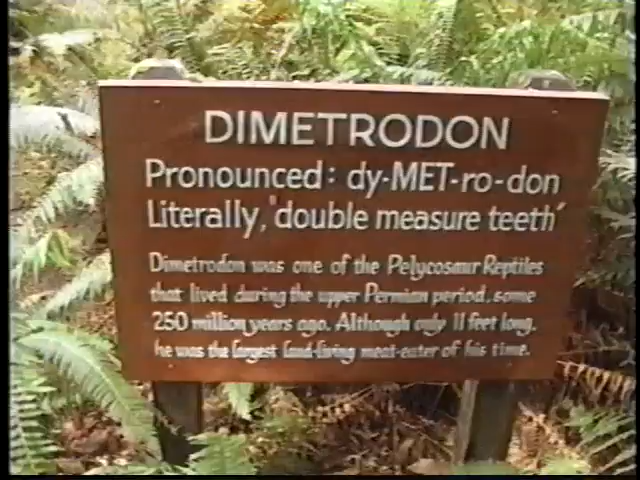 DIMETRODON
Pronounced: dy-MET-ro-don
Literally, "double measure teeth"
Dimetrodon was one of the Pelycosaur Reptiles
that lived during the upper Permian period, some
250 million years ago. Although only 11 feet long,
he was the largest land-living meat-eater of his time.